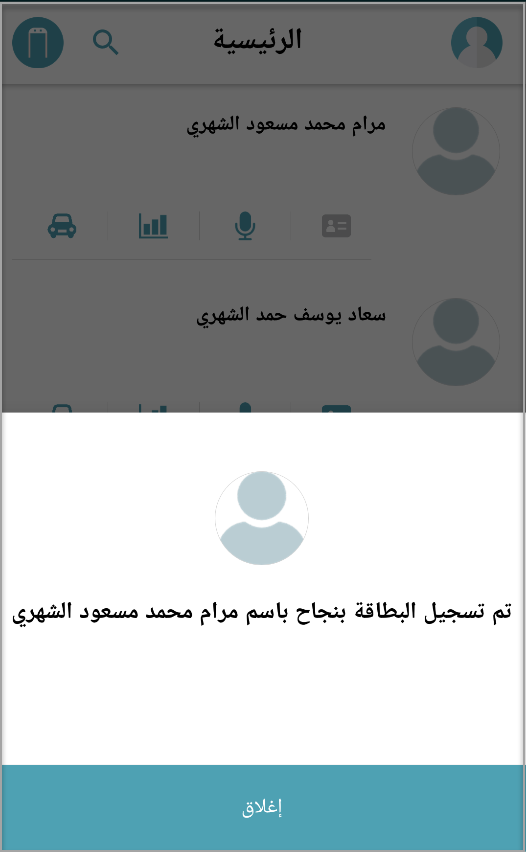 الرئيسية
مرام محمد مسعود الشهري
سعاد يوسف حمد الشهري
تم تسجيل البطاقة بنجاح باسم مرام محمد مسعود الشهري
إغلاق